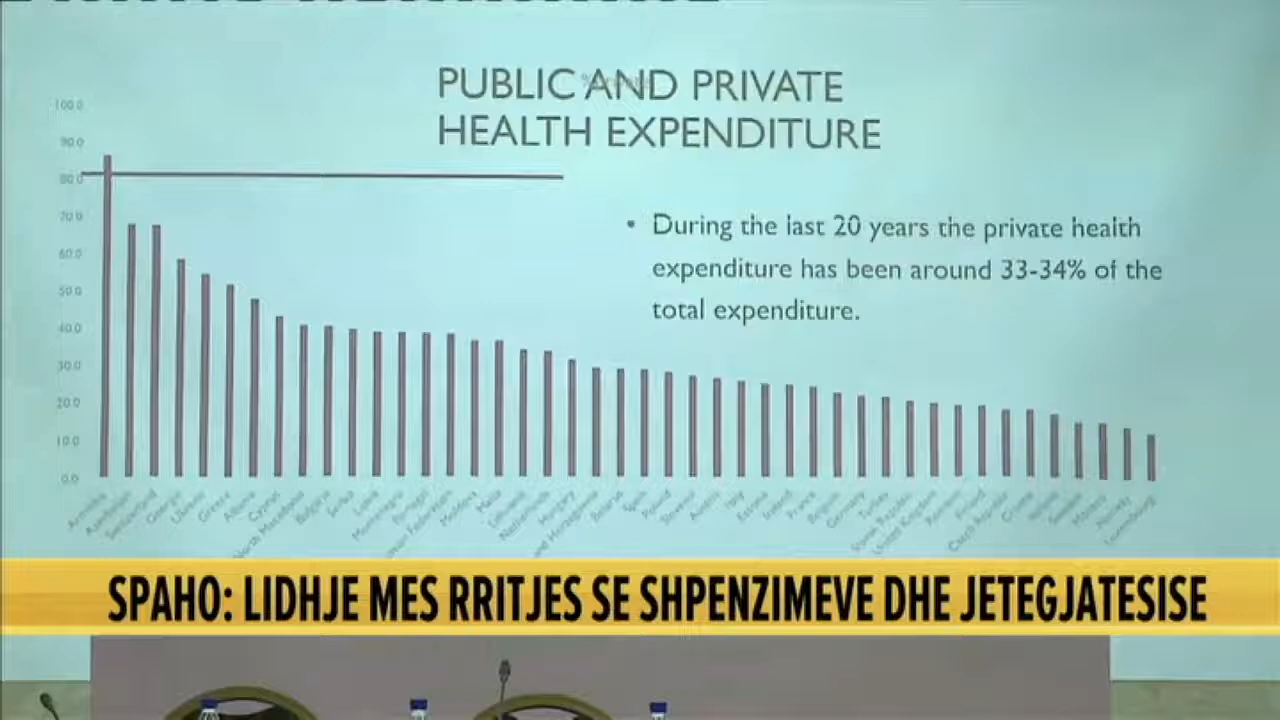 PUBLIC AND PRIVATE
HEALTH EXPENDITURE
100.0
90.0
80.0
70.0
60.0
50.0
40.0
30.0
20.0
10.0
0.0
• During the last 20 years the private health
expenditure has been around 33-34% of the
total expenditure.
Armenia
Azerbaijan
Switzerland
Georgia
Ukraine
Greece
Albania
Cyprus
North Macedonia
Bulgaria
Serbia
Latvia
Montenegro
Portugal
Moldova
Malta
Lithuania
Netherlands
Hungary
Belarus
Spain
Poland
Slovenia
Austria
Italy
Estonia
Ireland
France
Belgium
Germany
Turkey
United Kingdom
Romania
Finland
Czech Republic
Croatia
Sweden
Monaco
Norway
Luxembourg
SPAHO: LIDHJE MES RRITJES SE SHPENZIMEVE DHE JETEGJATESISE